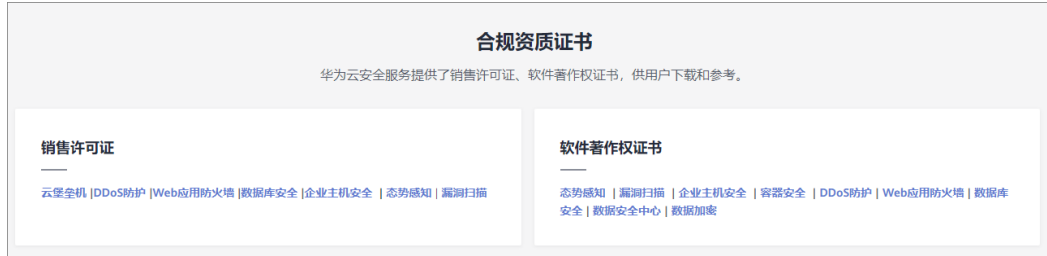 合规资质证书
华为云安全服务提供了销售许可证、软件著作权证书，供用户下载和参考。
销售许可证
云堡垒机 |DDoS防护 |Web应用防火墙 |数据库安全 |企业主机安全 | 态势感知 | 漏洞扫描
软件著作权证书
态势感知 | 漏洞扫描 | 企业主机安全 | 容器安全 | DDoS防护 | Web应用防火墙 | 数据库
安全 | 数据安全中心 | 数据加密